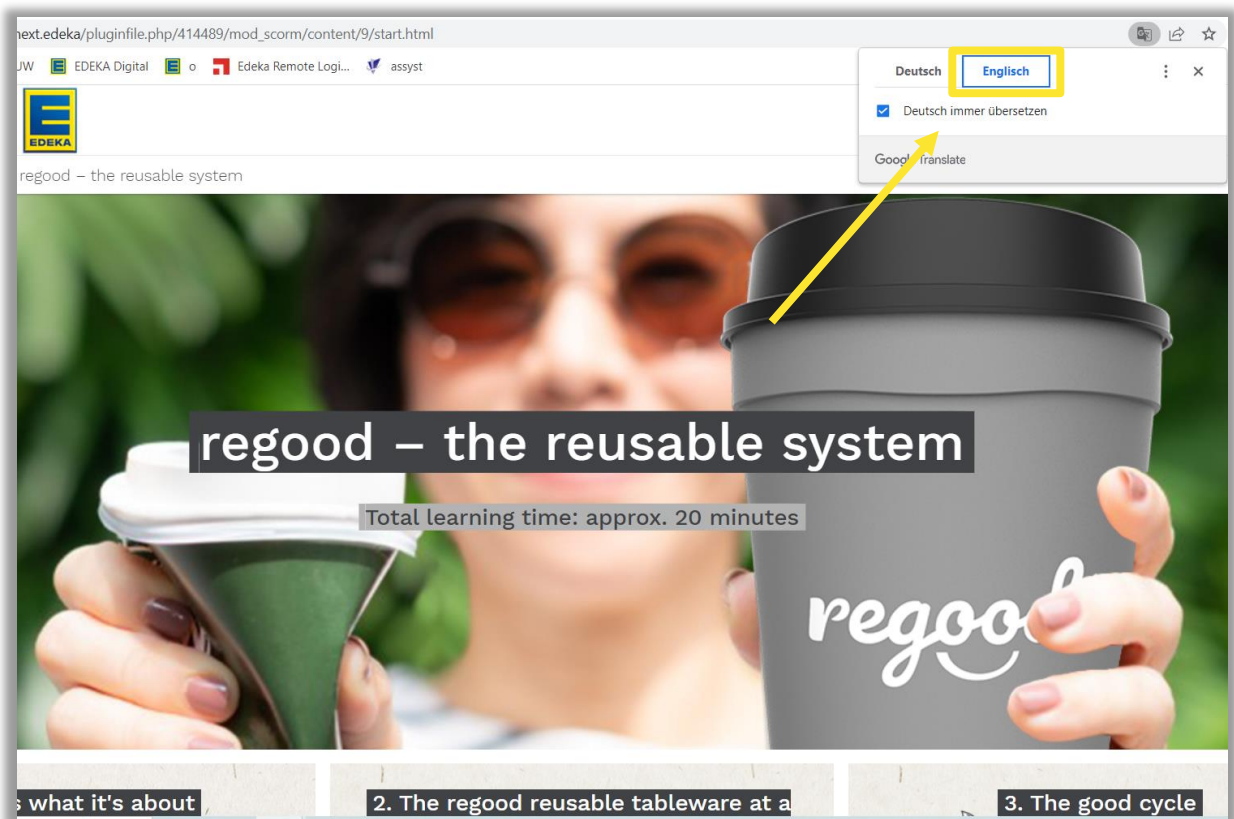 next.edeka/pluginfile.php/414489/mod_scorm/content/9/start.html
UW EDEKA Digital o Edeka Remote Logi... assyst
Deutsch Englisch
Deutsch immer übersetzen
Google Translate
EDEKA
regood – the reusable system
regood – the reusable system
Total learning time: approx. 20 minutes
regood
s what it's about
2. The regood reusable tableware at a
3. The good cycle